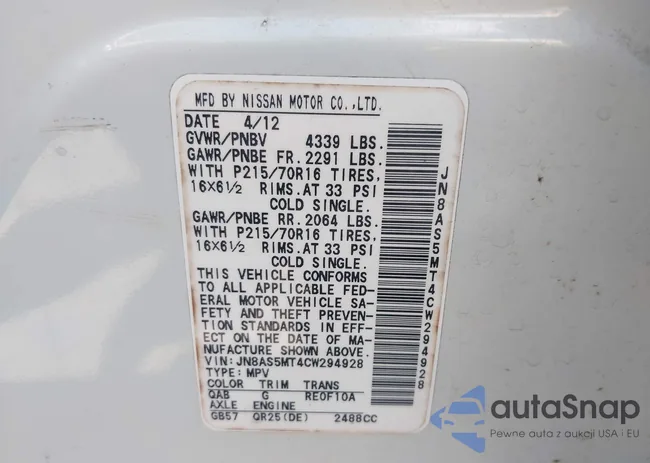 MFD BY NISSAN MOTOR CO.,LTD.
DATE 4/12
GVWR/PNBV 4339 LBS.
GAWR/PNBE FR. 2291 LBS.
WITH P215/70R16 TIRES,
16X6½ RIMS. AT 33 PSI
COLD SINGLE.
GAWR/PNBE RR. 2064 LBS.
WITH P215/70R16 TIRES,
16X6½ RIMS. AT 33 PSI
COLD SINGLE.
THIS VEHICLE CONFORMS
TO ALL APPLICABLE FED-
ERAL MOTOR VEHICLE SA-
FETY AND THEFT PREVEN-
TION STANDARDS IN EFF-
ECT ON THE DATE OF MA-
NUFACTURE SHOWN ABOVE.
VIN: JN8AS5MT4CW294928
TYPE: MPV
COLOR TRIM TRANS
QAB G RE0F10A
AXLE ENGINE
GB57 QR25(DE) 2488CC
JN8AS5MT4CW294928
autoSnap
Pewne auta z aukcji USA i EU